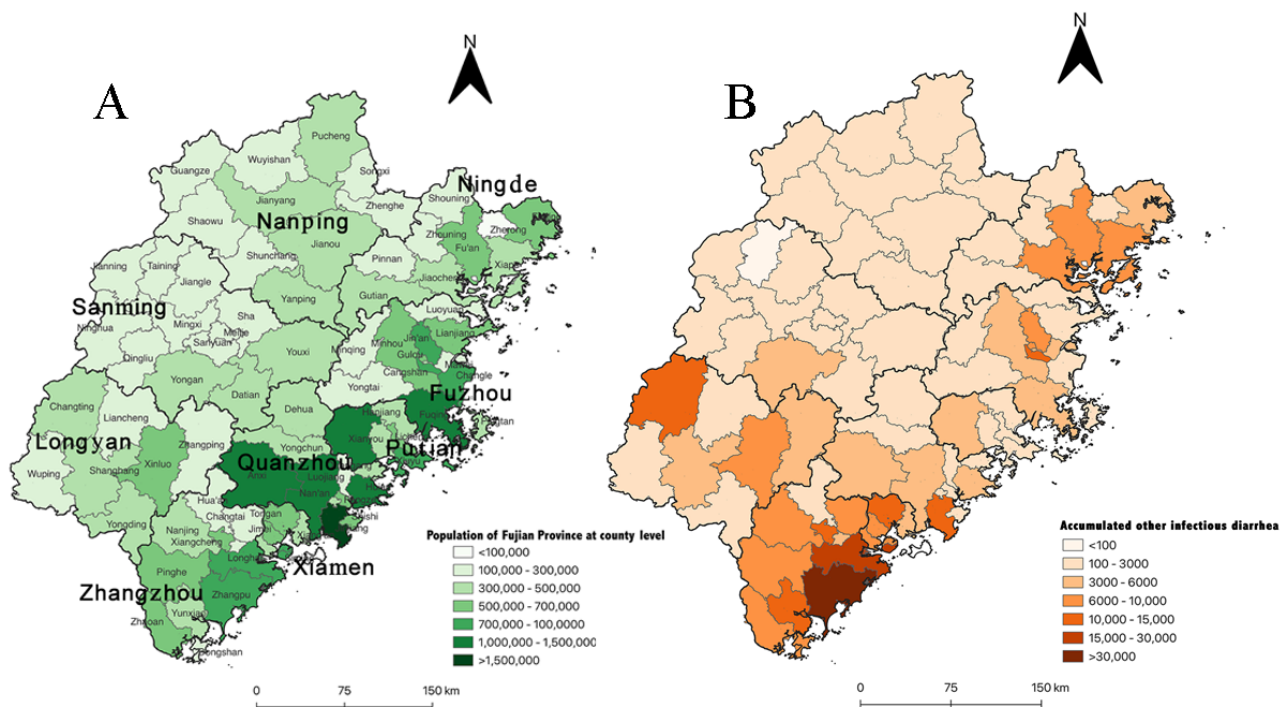 A
N
Pucheng
Wuyishan
Guangze
Songxi
Ningde
Jianyang
Shouning
Zhenghe
Shaowu
Nanping
Zhouning
Zherong
Jianou
Fu'an
Shunchang
Pinnan
Jianning
Taining
Jiangle
Jiaocheng
Yanping
Gutian
Sanming
Sha
Luoyuan
Mingxi
Ninghua
Meilie
Sanyuan
Jin'an
Lianjiang
Minhou
Gulou
Minqing
Qingliu
Youxi
Cangshan
Changle
Yongan
Yongtai
Fuzhou
Datian
Changting
Dehua
Hanjiang
Fuqing
Liancheng
Longyan
Zhangping
Xianyou
Putian
Yongchun
Quanzhou
Xinluo
Wuping
Shanghang
Anxi
Luojiang
Nan'an
Hua'an
Yongding
Changtai
Tongan
Nanjing
Jimei
Xiangcheng
Longhai
Xiamen
Pinghe
Zhangzhou
Zhangpu
Yunxiao
Zhaoan
Dongshan
Population of Fujian Province at county level
<100,000
100,000 - 300,000
300,000 - 500,000
500,000 - 700,000
700,000 - 100,0000
1,000,000 - 1,500,000
>1,500,000
0 75 150 km
B
N
Accumulated other infectious diarrhea
<100
100 - 3000
3000 - 6000
6000 - 10,000
10,000 - 15,000
15,000 - 30,000
>30,000
0 75 150 km